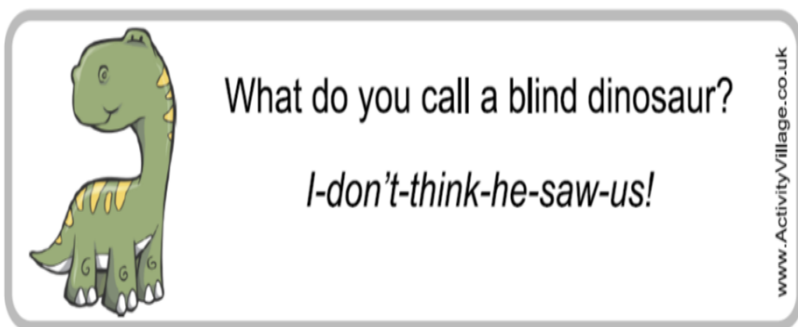 What do you call a blind dinosaur?
I-don't-think-he-saw-us!
www.ActivityVillage.co.uk